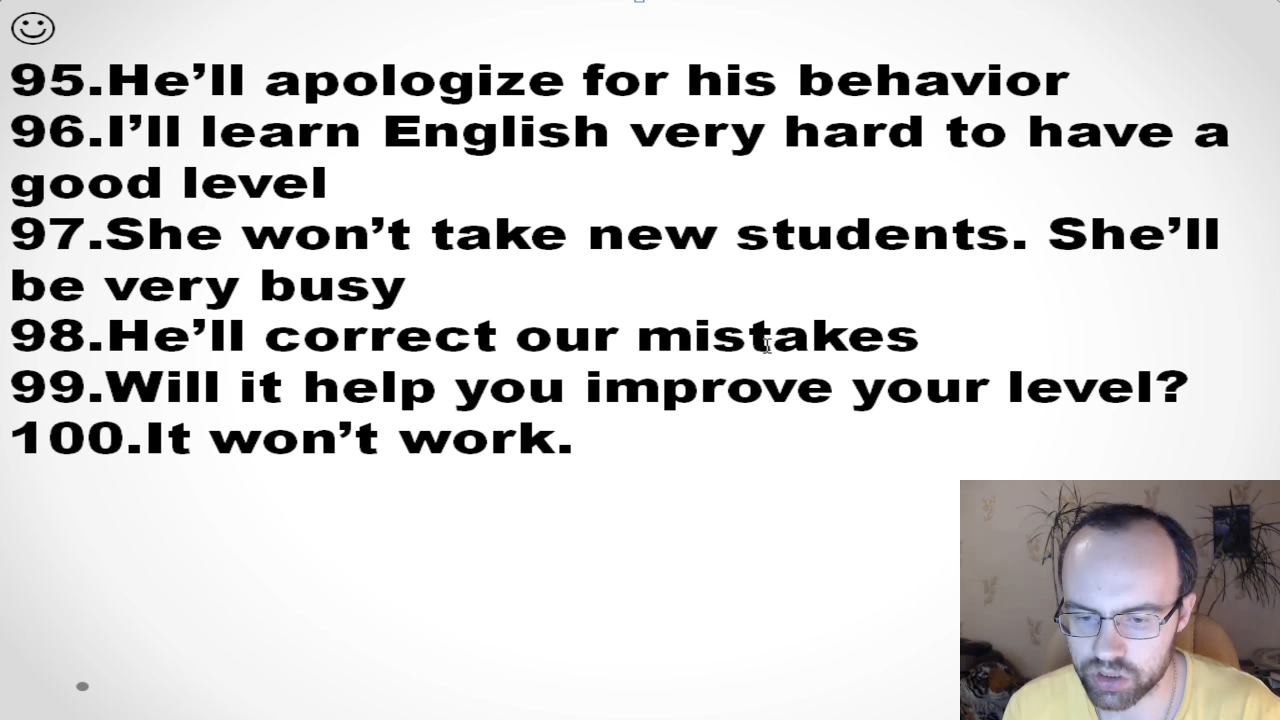 95.He’ll apologize for his behavior
96.I’ll learn English very hard to have a
good level
97.She won’t take new students. She’ll
be very busy
98.He’ll correct our mistakes
99.Will it help you improve your level?
100.It won’t work.